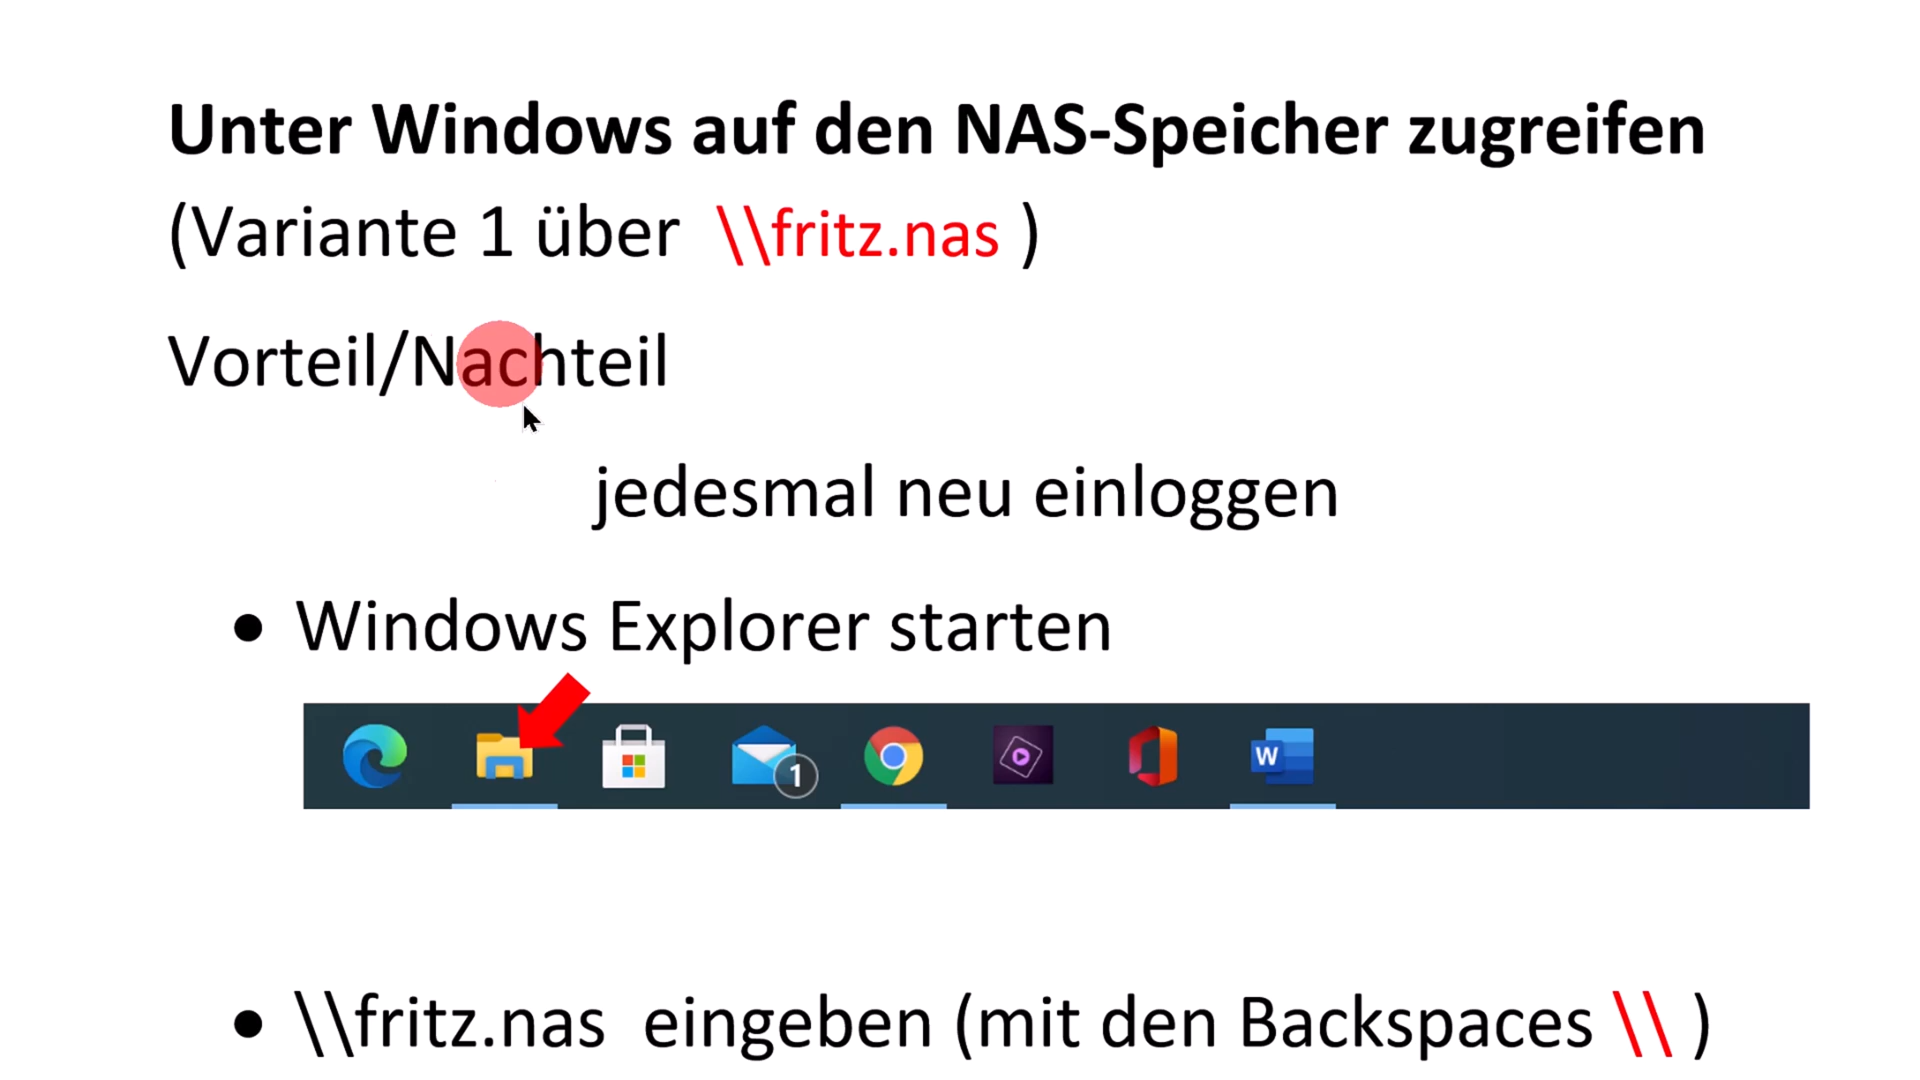 Unter Windows auf den NAS-Speicher zugreifen
(Variante 1 über \\fritz.nas )
Vorteil/Nachteil
jedesmal neu einloggen
• Windows Explorer starten
1
W
• \\fritz.nas eingeben (mit den Backspaces \\ )